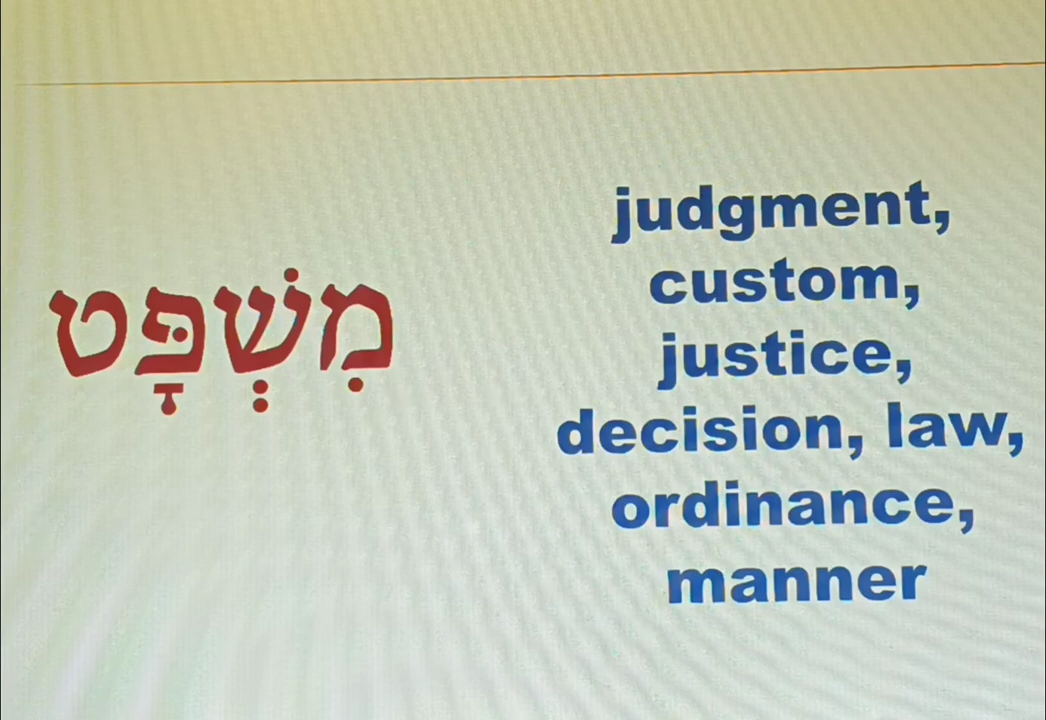 מִשְׁפָּט
judgment,
custom,
justice,
decision, law,
ordinance,
manner